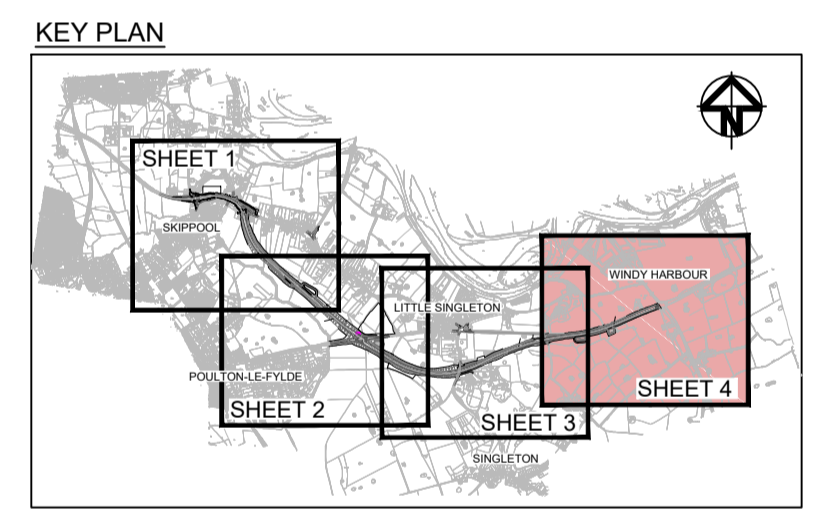 KEY PLAN
N
SHEET 1
SKIPPOOL
WINDY HARBOUR
LITTLE SINGLETON
POULTON-LE-FYLDE
SHEET 4
SHEET 2
SHEET 3
SINGLETON